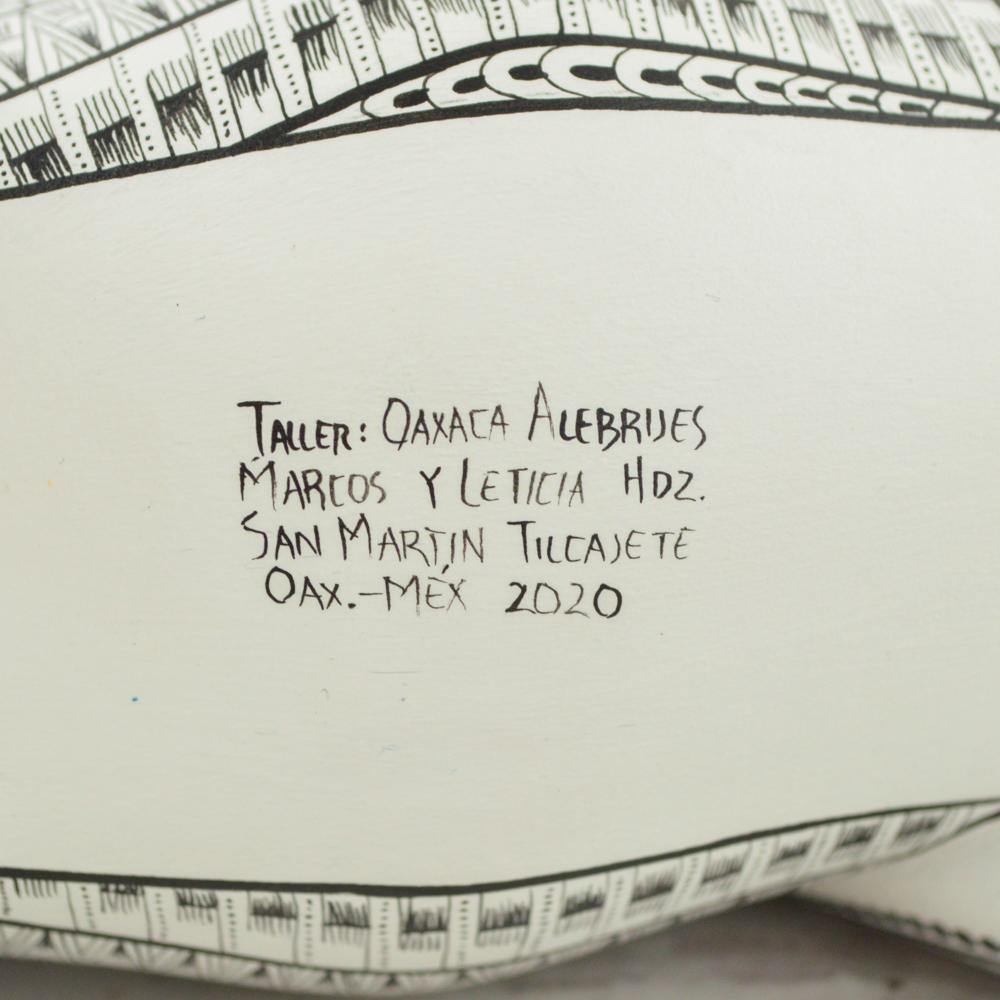 TALLER: OAXACA ALEBRIJES
MARCOS Y LETICIA HDZ.
SAN MARTIN TILCAJETE
OAX.-MÉX 2020